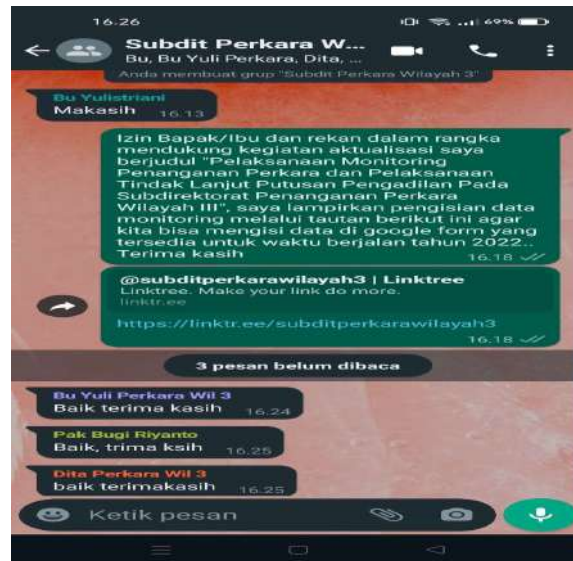 16.26
69%
Subdit Perkara W...
Bu, Bu Yuli Perkara, Dita, ...
Anda membuat grup "Subdit Perkara Wilayah 3"
Bu Yulistriani
Makasih 16.13
Izin Bapak/Ibu dan rekan dalam rangka
mendukung kegiatan aktualisasi saya
berjudul "Pelaksanaan Monitoring
Penanganan Perkara dan Pelaksanaan
Tindak Lanjut Putusan Pengadilan Pada
Subdirektorat Penanganan Perkara
Wilayah III", saya lampirkan pengisian data
monitoring melalui tautan berikut ini agar
kita bisa mengisi data di google form yang
tersedia untuk waktu berjalan tahun 2022..
Terima kasih 16.18
@subditperkarawilayah3 | Linktree
Linktree. Make your link do more.
linktr.ee
https://linktr.ee/subditperkarawilayah3
16.18
3 pesan belum dibaca
Bu Yuli Perkara Wil 3
Baik terima kasih 16.24
Pak Bugi Riyanto
Baik, trima ksih 16.25
Dita Perkara Wil 3
baik terimakasih 16.25
Ketik pesan